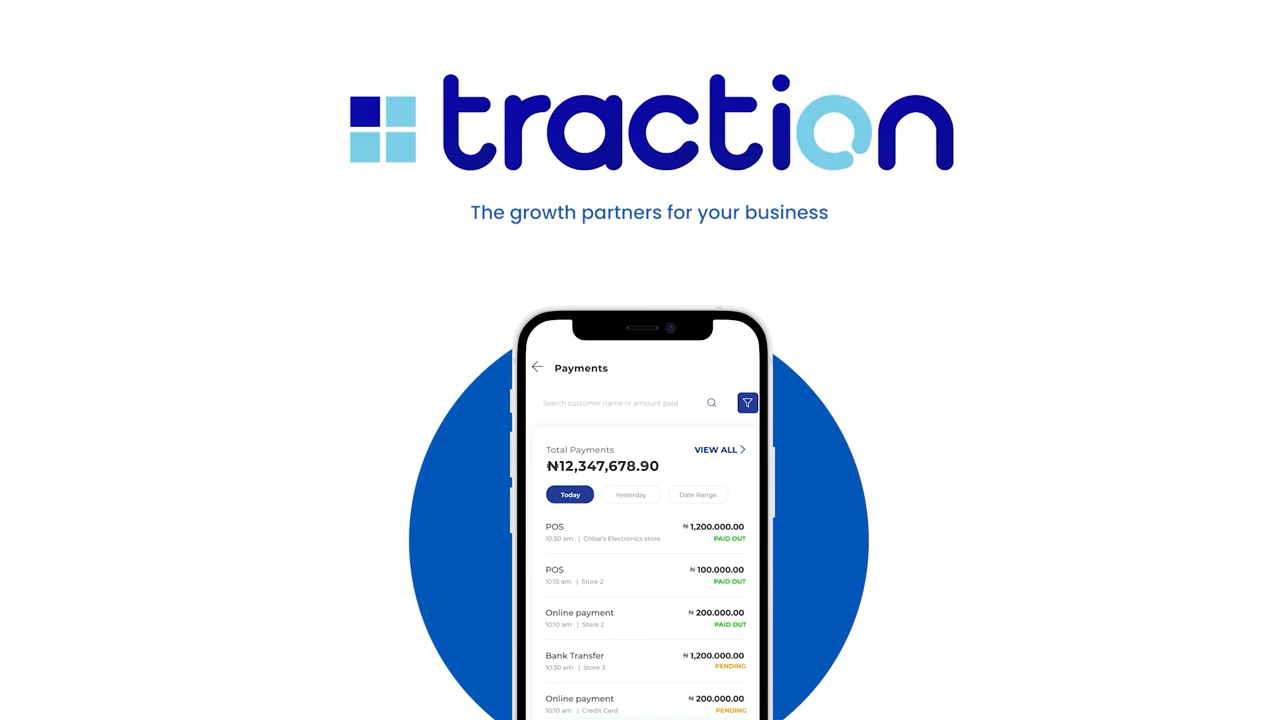 traction
The growth partners for your business
Payments
Search customer name or amount paid
Total Payments VIEW ALL
₦12,347,678.90
Today Yesterday Date Range
POS ₦ 1,200.000.00
10:30 am | Chloe's Electronics store PAID OUT
POS ₦ 100.000.00
10:15 am | Store 2 PAID OUT
Online payment ₦ 200.000.00
10:10 am | Store 2 PAID OUT
Bank Transfer ₦ 1,200.000.00
10:30 am | Store 3 PENDING
Online payment ₦ 200.000.00
10:10 am | Credit Card PENDING